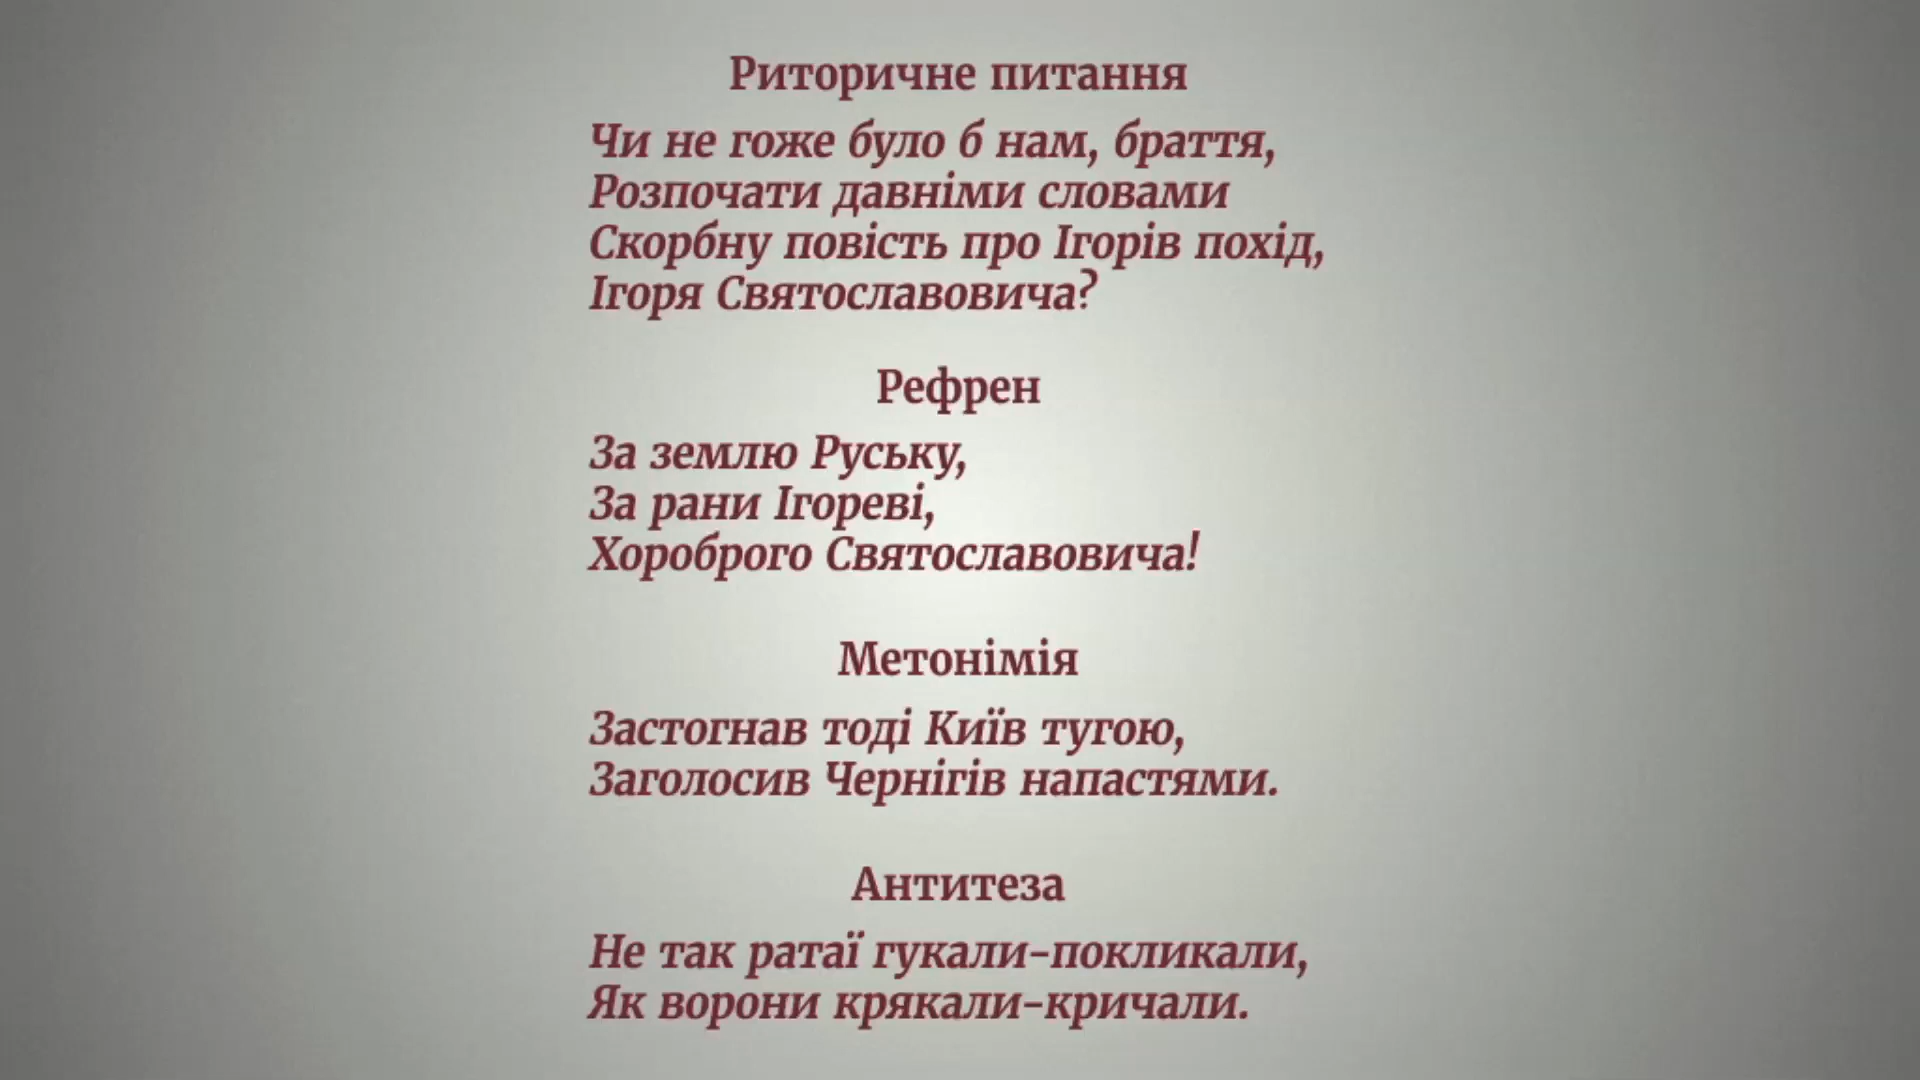 Риторичне питання
Чи не гоже було б нам, браття,
Розпочати давніми словами
Скорбну повість про Ігорів похід,
Ігоря Святославовича?
Рефрен
За землю Руську,
За рани Ігореві,
Хороброго Святославовича!
Метонімія
Застогнав тоді Київ тугою,
Заголосив Чернігів напастями.
Антитеза
Не так ратаї гукали-покликали,
Як ворони крякали-кричали.